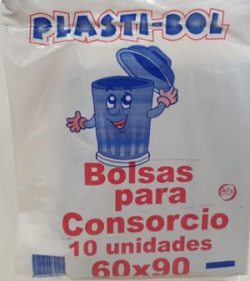 PLASTI-BOL
Bolsas
para
Consorcio
10 unidades
60x90